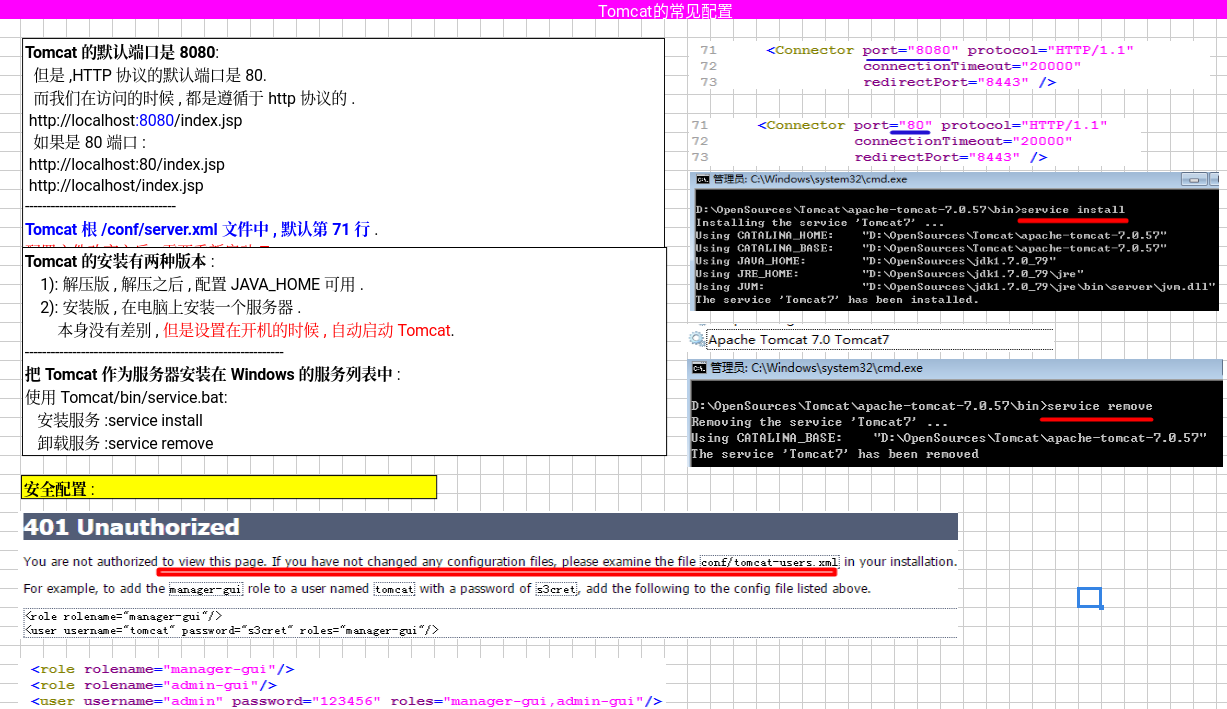 Tomcat的常见配置
Tomcat 的默认端口是 8080:
但是 ,HTTP 协议的默认端口是 80.
而我们在访问的时候 , 都是遵循于 http 协议的 .
http://localhost:8080/index.jsp
如果是 80 端口 :
http://localhost:80/index.jsp
http://localhost/index.jsp
-----------------------------------
Tomcat 根 /conf/server.xml 文件中 , 默认第 71 行 .
Tomcat 的安装有两种版本 :
1): 解压版 , 解压之后 , 配置 JAVA_HOME 可用 .
2): 安装版 , 在电脑上安装一个服务器 .
本身没有差别 , 但是设置在开机的时候 , 自动启动 Tomcat.
------------------------------------------------------------
把 Tomcat 作为服务器安装在 Windows 的服务列表中 :
使用 Tomcat/bin/service.bat:
安装服务 :service install
卸载服务 :service remove
71 <Connector port="8080" protocol="HTTP/1.1"
72 connectionTimeout="20000"
73 redirectPort="8443" />
71 <Connector port="80" protocol="HTTP/1.1"
72 connectionTimeout="20000"
73 redirectPort="8443" />
管理员: C:\Windows\system32\cmd.exe
D:\OpenSources\Tomcat\apache-tomcat-7.0.57\bin>service install
Installing the service 'Tomcat7' ...
Using CATALINA_HOME: "D:\OpenSources\Tomcat\apache-tomcat-7.0.57"
Using CATALINA_BASE: "D:\OpenSources\Tomcat\apache-tomcat-7.0.57"
Using JAVA_HOME: "D:\OpenSources\jdk1.7.0_79"
Using JRE_HOME: "D:\OpenSources\jdk1.7.0_79\jre"
Using JVM: "D:\OpenSources\jdk1.7.0_79\jre\bin\server\jvm.dll"
The service 'Tomcat7' has been installed.
Apache Tomcat 7.0 Tomcat7
管理员: C:\Windows\system32\cmd.exe
D:\OpenSources\Tomcat\apache-tomcat-7.0.57\bin>service remove
Removing the service 'Tomcat7' ...
Using CATALINA_BASE: "D:\OpenSources\Tomcat\apache-tomcat-7.0.57"
The service 'Tomcat7' has been removed
安全配置 :
401 Unauthorized
You are not authorized to view this page. If you have not changed any configuration files, please examine the file conf/tomcat-users.xml in your installation.
For example, to add the manager-gui role to a user named tomcat with a password of s3cret, add the following to the config file listed above.
<role rolename="manager-gui"/>
<user username="tomcat" password="s3cret" roles="manager-gui"/>
<role rolename="manager-gui"/>
<role rolename="admin-gui"/>
<user username="admin" password="123456" roles="manager-gui,admin-gui"/>